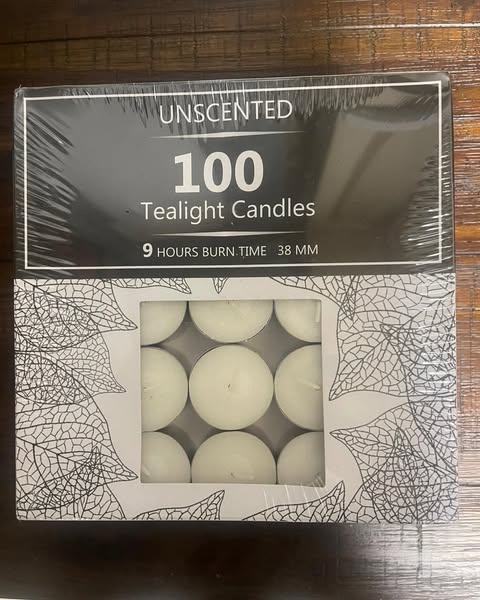 UNSCENTED
100
Tealight Candles
9 HOURS BURN TIME 38 MM